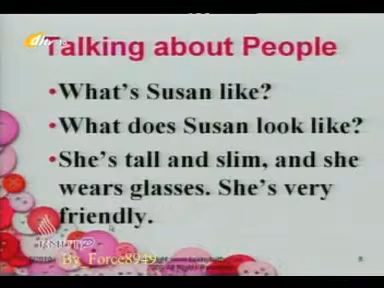 Talking about People
•What's Susan like?
•What does Susan look like?
•She's tall and slim, and she
wears glasses. She's very
friendly.
By Force8949
8